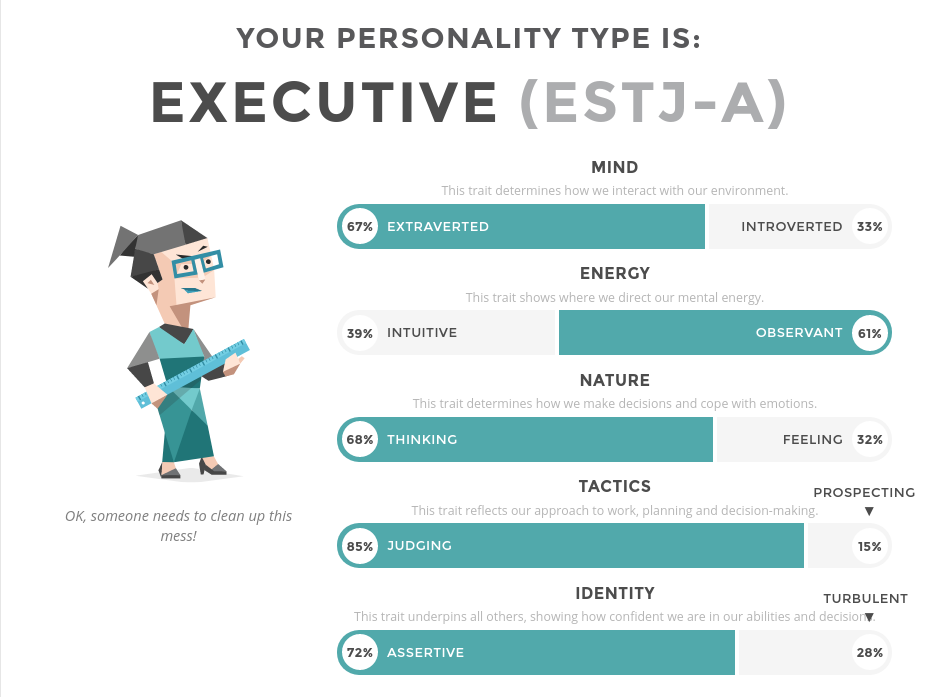 YOUR PERSONALITY TYPE IS:
EXECUTIVE (ESTJ-A)
OK, someone needs to clean up this
mess!
MIND
This trait determines how we interact with our environment.
67% EXTRAVERTED INTROVERTED 33%
ENERGY
This trait shows where we direct our mental energy.
39% INTUITIVE OBSERVANT 61%
NATURE
This trait determines how we make decisions and cope with emotions.
68% THINKING FEELING 32%
TACTICS
PROSPECTING
This trait reflects our approach to work, planning and decision-making. ▼
85% JUDGING 15%
IDENTITY
TURBULENT
This trait underpins all others, showing how confident we are in our abilities and decision ▼
72% ASSERTIVE 28%